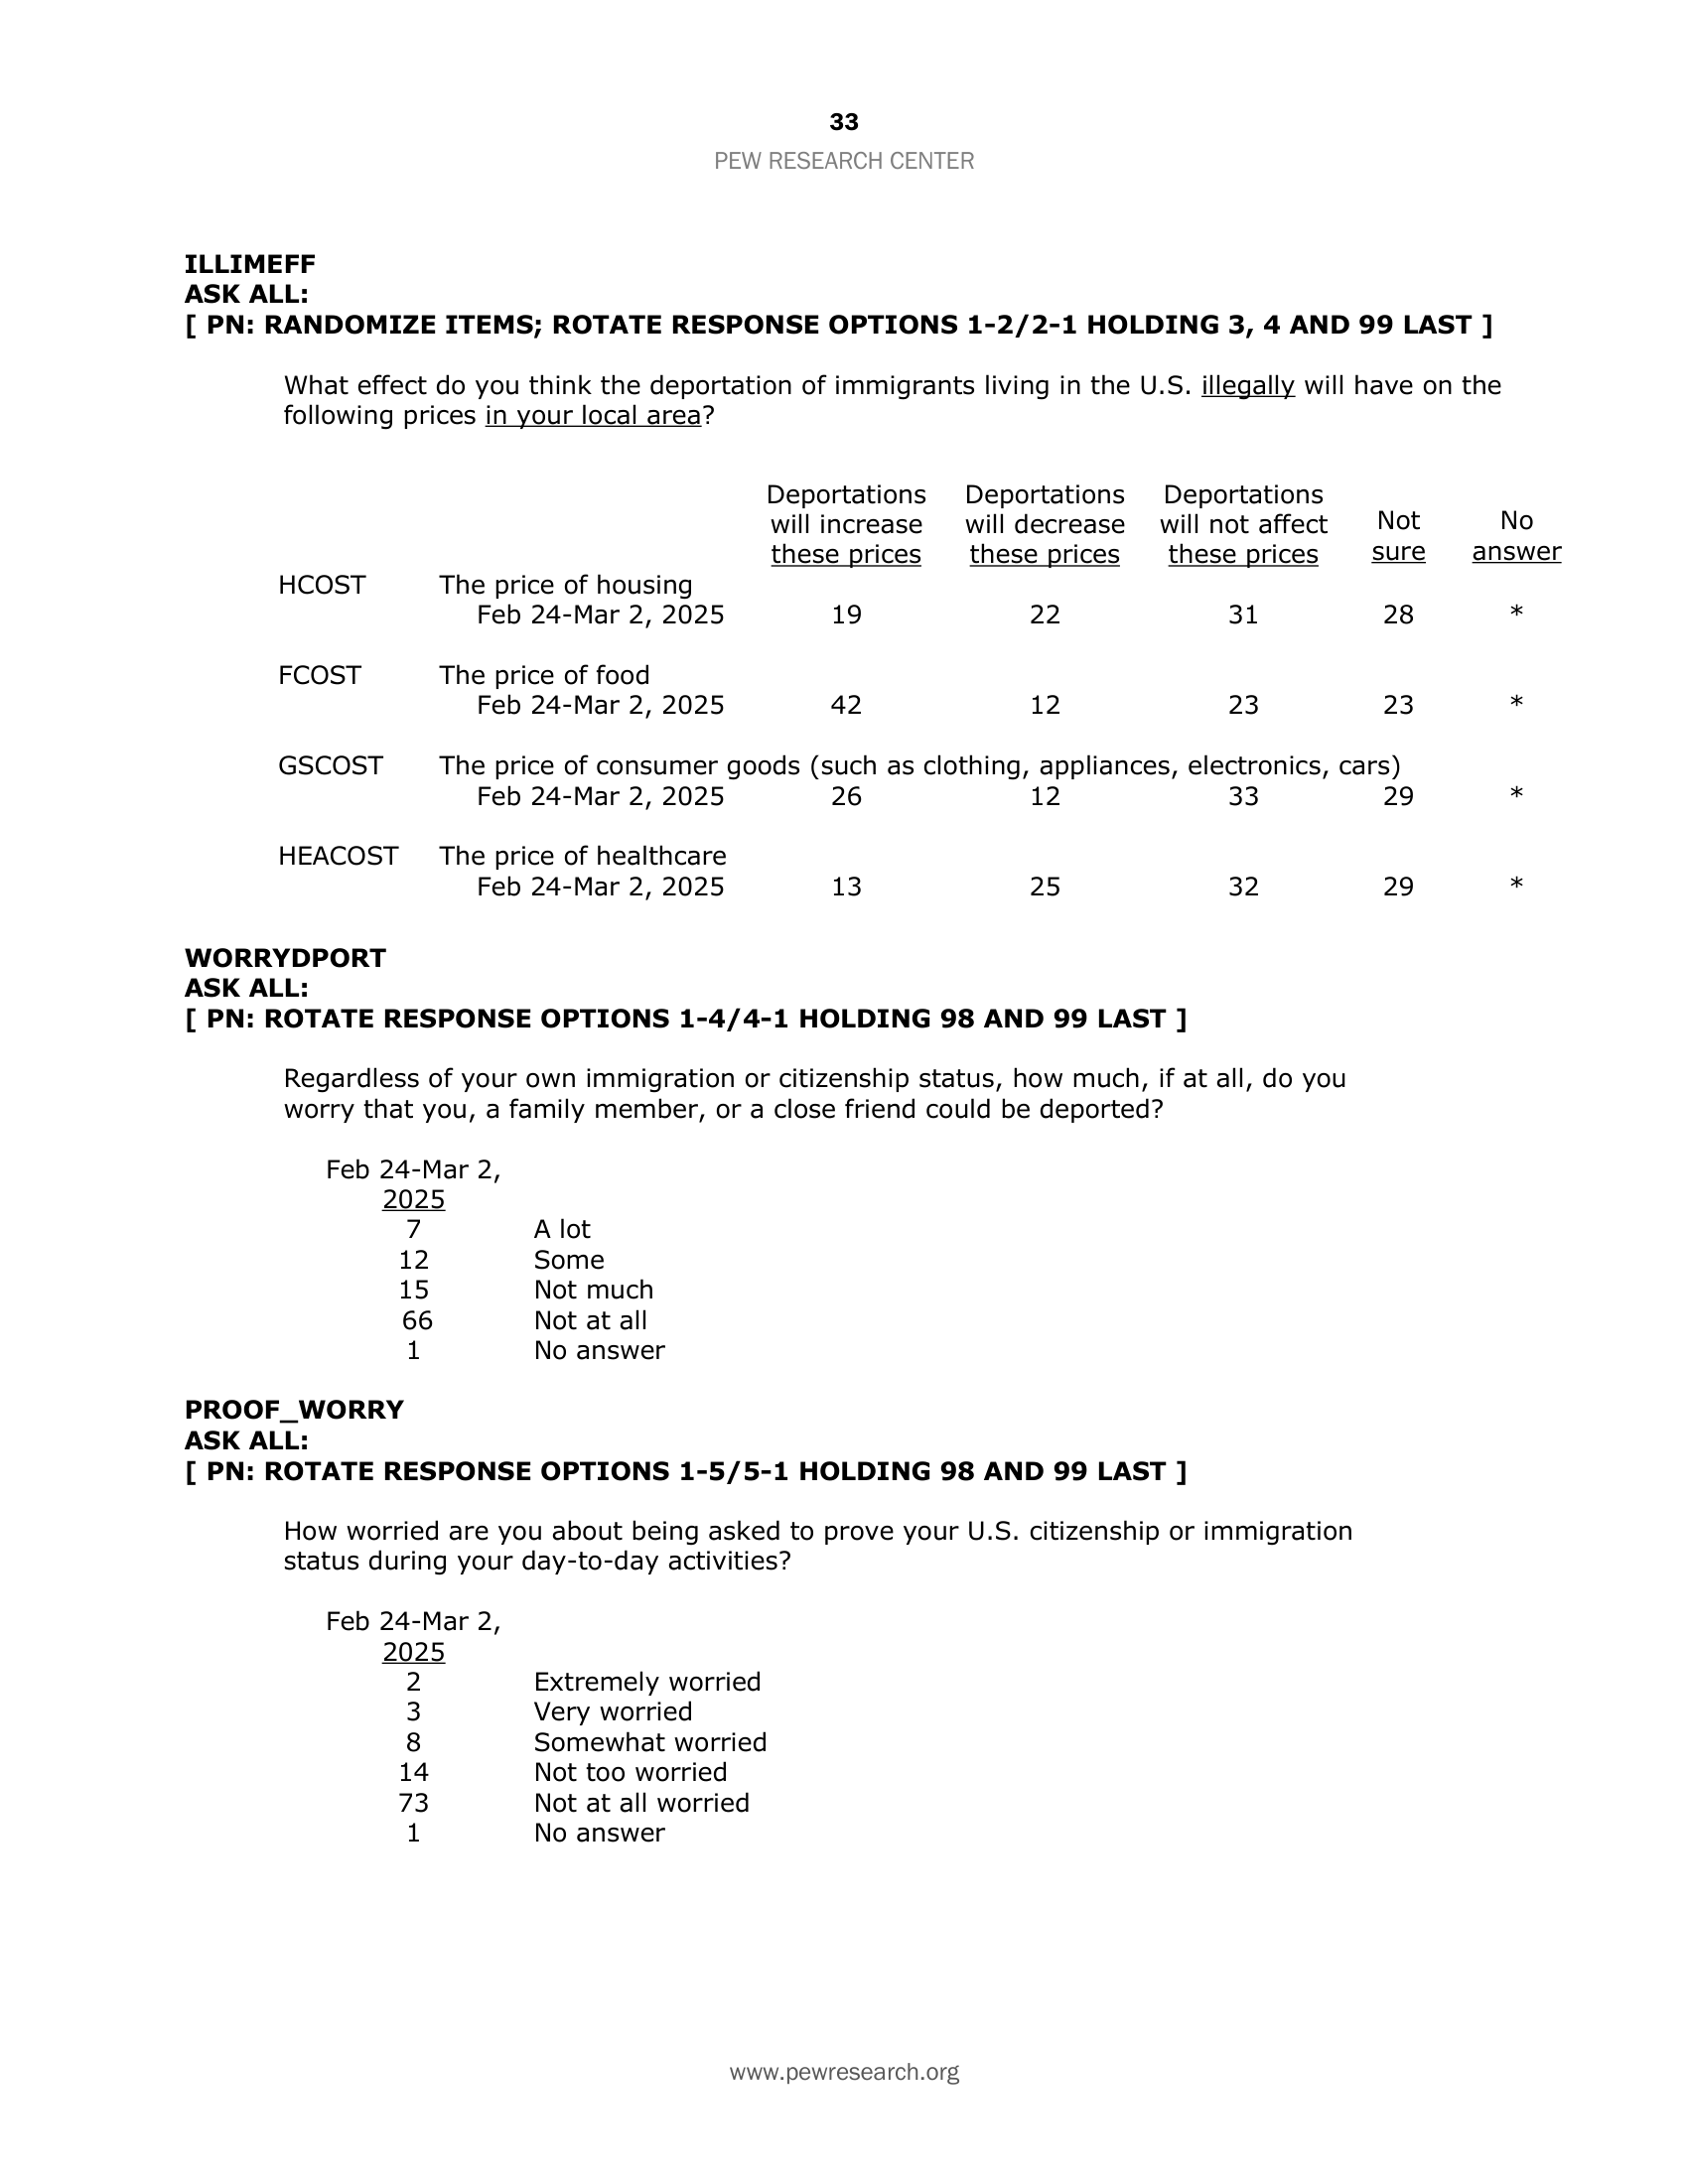 33
PEW RESEARCH CENTER
ILLIMEFF
ASK ALL:
[ PN: RANDOMIZE ITEMS; ROTATE RESPONSE OPTIONS 1-2/2-1 HOLDING 3, 4 AND 99 LAST ]
What effect do you think the deportation of immigrants living in the U.S. illegally will have on the
following prices in your local area?
Deportations Deportations Deportations
will increase will decrease will not affect Not No
these prices these prices these prices sure answer
HCOST The price of housing
Feb 24-Mar 2, 2025 19 22 31 28 *
FCOST The price of food
Feb 24-Mar 2, 2025 42 12 23 23 *
GSCOST The price of consumer goods (such as clothing, appliances, electronics, cars)
Feb 24-Mar 2, 2025 26 12 33 29 *
HEACOST The price of healthcare
Feb 24-Mar 2, 2025 13 25 32 29 *
WORRYDPORT
ASK ALL:
[ PN: ROTATE RESPONSE OPTIONS 1-4/4-1 HOLDING 98 AND 99 LAST ]
Regardless of your own immigration or citizenship status, how much, if at all, do you
worry that you, a family member, or a close friend could be deported?
Feb 24-Mar 2,
2025
7 A lot
12 Some
15 Not much
66 Not at all
1 No answer
PROOF_WORRY
ASK ALL:
[ PN: ROTATE RESPONSE OPTIONS 1-5/5-1 HOLDING 98 AND 99 LAST ]
How worried are you about being asked to prove your U.S. citizenship or immigration
status during your day-to-day activities?
Feb 24-Mar 2,
2025
2 Extremely worried
3 Very worried
8 Somewhat worried
14 Not too worried
73 Not at all worried
1 No answer
www.pewresearch.org